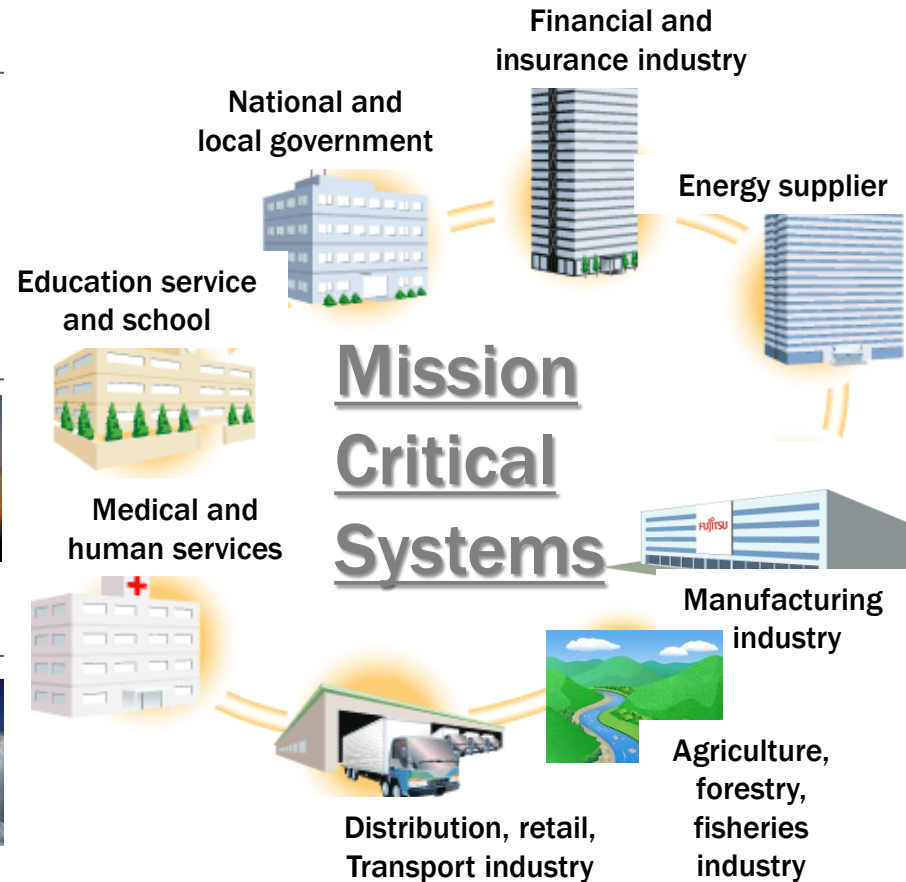 Financial and
insurance industry
National and
local government
Energy supplier
Education service
and school
Mission
Critical
Systems
Medical and
human services
FUJITSU
Manufacturing
industry
Agriculture,
forestry,
fisheries
industry
Distribution, retail,
Transport industry